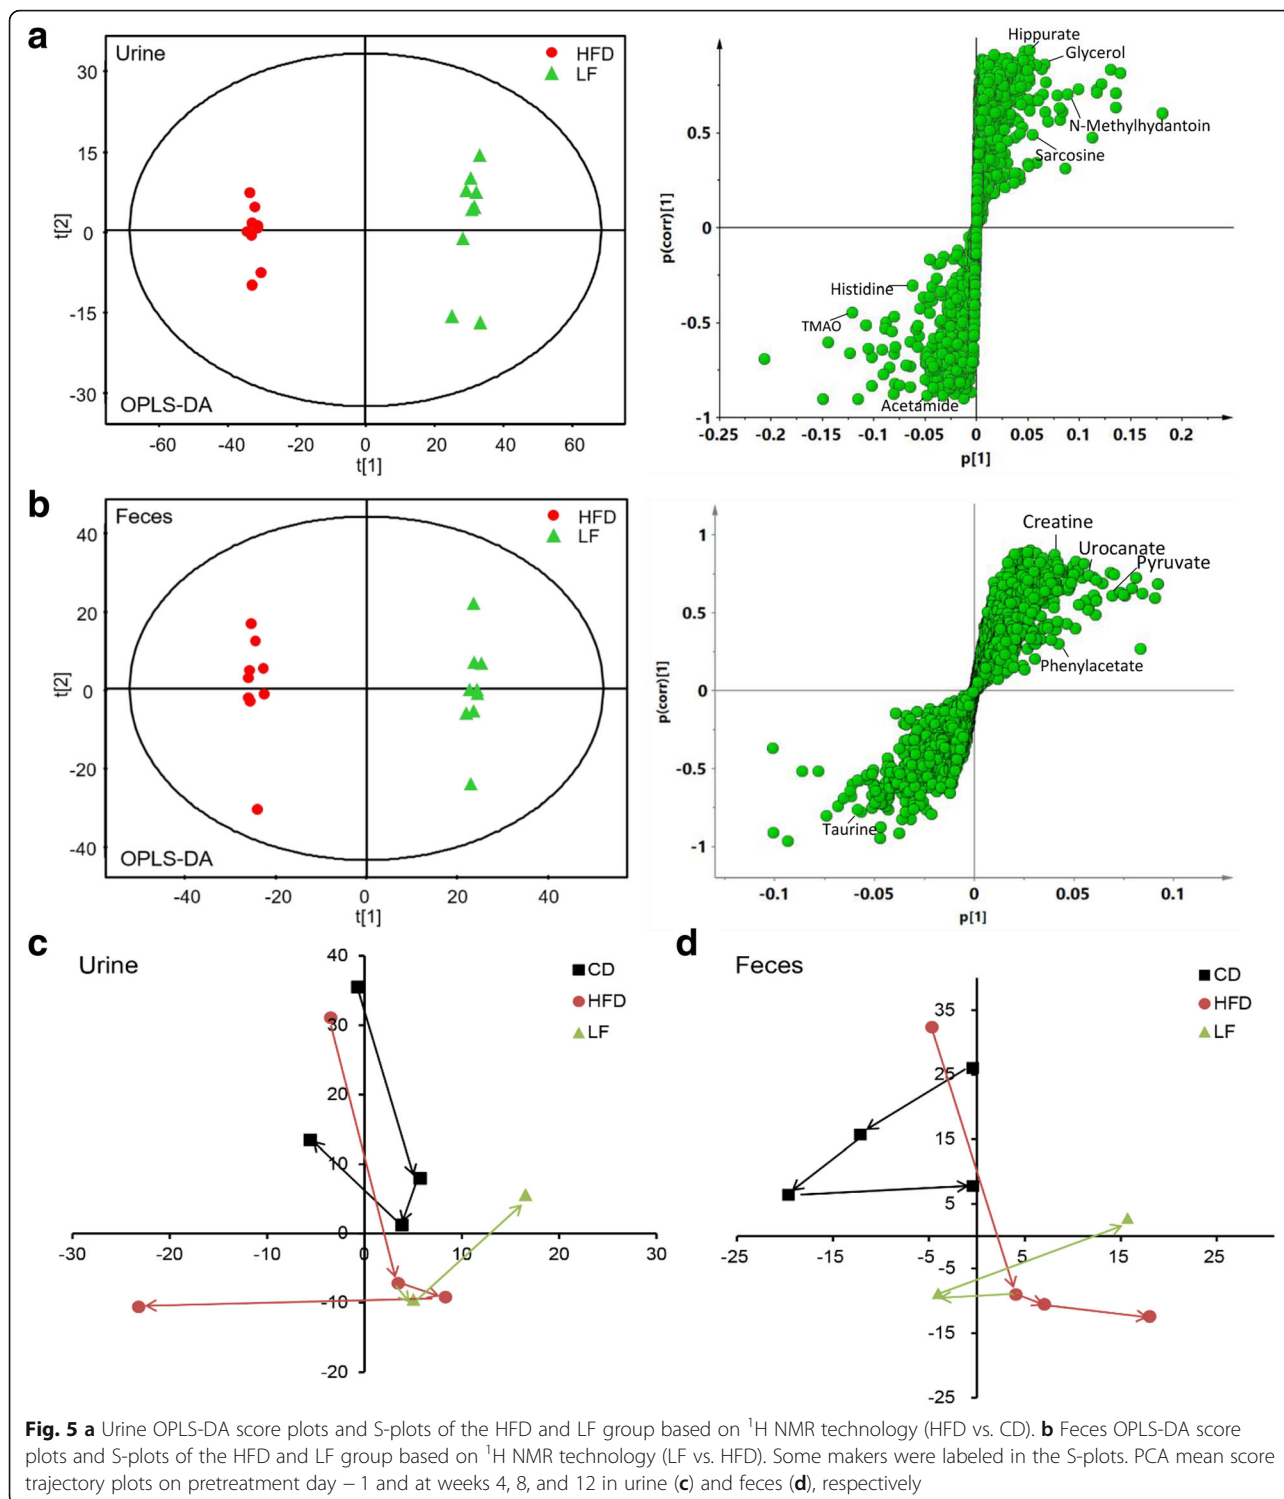 a
Urine
HFD
LF
30
15
0
-15
-30
t[2]
OPLS-DA
-60
-40
-20
0
20
40
60
t[1]
Hippurate
Glycerol
N-Methylhydantoin
Sarcosine
Histidine
TMAO
Acetamide
0.5
0
-0.5
-1
p(corr)[1]
-0.25
-0.2
-0.15
-0.1
-0.05
0
0.05
0.1
0.15
0.2
p[1]
b
Feces
HFD
LF
40
20
0
-20
-40
t[2]
OPLS-DA
-40
-20
0
20
40
t[1]
Creatine
Urocanate
Pyruvate
Phenylacetate
Taurine
1
0.5
0
-0.5
-1
p(corr)[1]
-0.1
-0.05
0
0.05
0.1
p[1]
c
Urine
CD
HFD
LF
40
30
20
10
0
-10
-20
-30
-20
-10
0
10
20
30
d
Feces
CD
HFD
LF
35
25
15
5
-5
-15
-25
-25
-15
-5
5
15
25
Fig. 5 a Urine OPLS-DA score plots and S-plots of the HFD and LF group based on ¹H NMR technology (HFD vs. CD). b Feces OPLS-DA score
plots and S-plots of the HFD and LF group based on ¹H NMR technology (LF vs. HFD). Some makers were labeled in the S-plots. PCA mean score
trajectory plots on pretreatment day − 1 and at weeks 4, 8, and 12 in urine (c) and feces (d), respectively